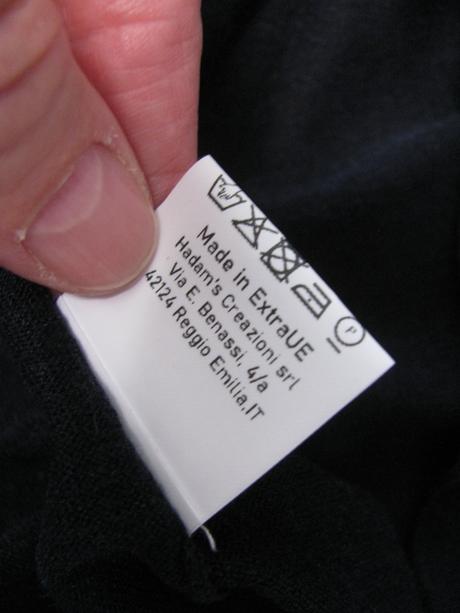 Made in ExtraUE
Hadam's Creazioni srl
Via E. Benassi, 4/a
42124 Reggio Emilia,IT